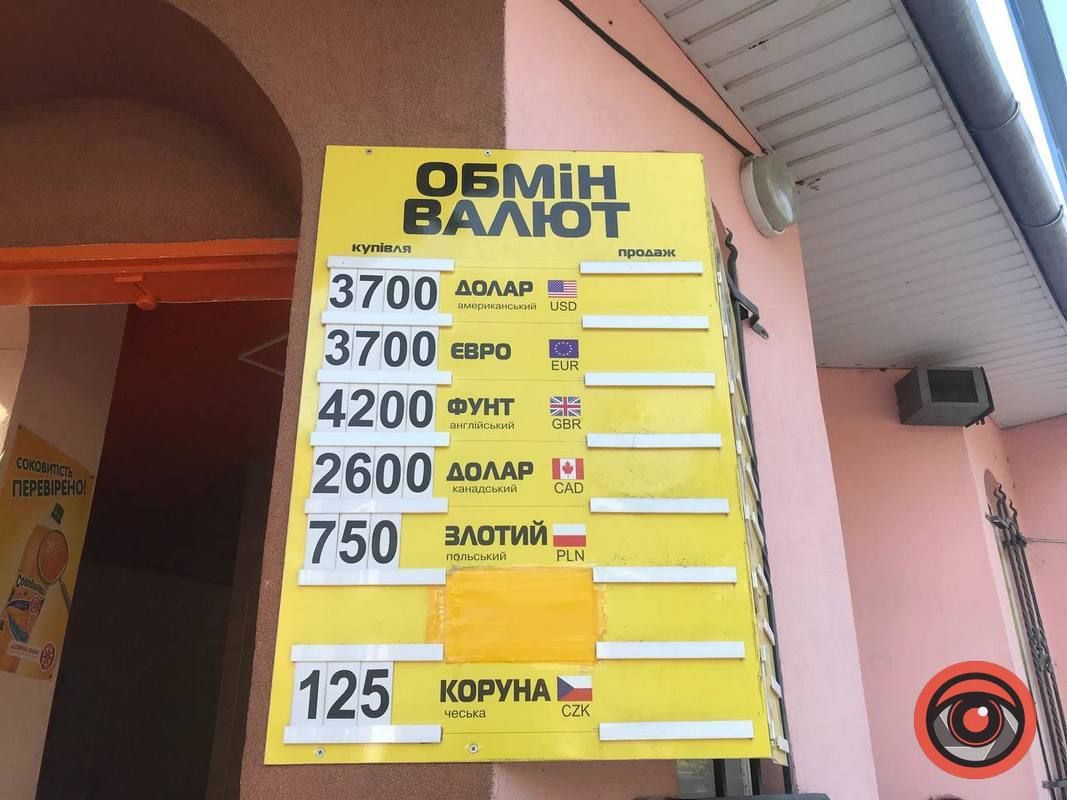 ОБМіН
ВАЛЮТ
купівля продаж
3700 ДОЛАР
американський USD
3700 ЄВРО EUR
4200 ФУНТ
англійський GBR
2600 ДОЛАР
канадський CAD
750 ЗЛОТИЙ
польський PLN
125 КОРУНА
чеська CZK
СОКОВИТІСТЬ
ПЕРЕВІРЕНО!